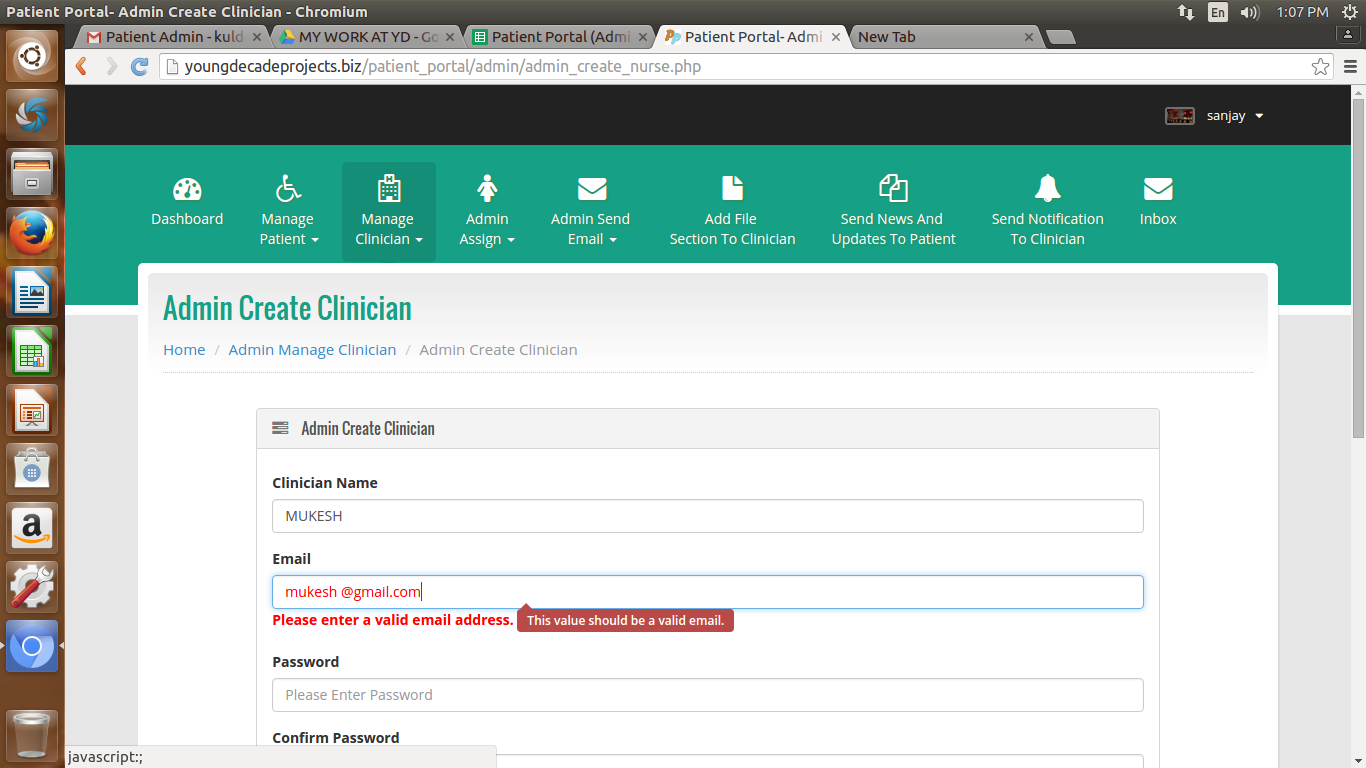 Patient Portal- Admin Create Clinician - Chromium
En
1:07 PM
Patient Admin - kuld
MY WORK AT YD - Go
Patient Portal (Admi
Patient Portal- Admi
New Tab
youngdecadeprojects.biz/patient_portal/admin/admin_create_nurse.php
sanjay
Dashboard
Manage
Patient
Manage
Clinician
Admin
Assign
Admin Send
Email
Add File
Section To Clinician
Send News And
Updates To Patient
Send Notification
To Clinician
Inbox
Admin Create Clinician
Home / Admin Manage Clinician / Admin Create Clinician
Admin Create Clinician
Clinician Name
MUKESH
Email
mukesh @gmail.com
Please enter a valid email address. This value should be a valid email.
Password
Please Enter Password
Confirm Password
javascript:;